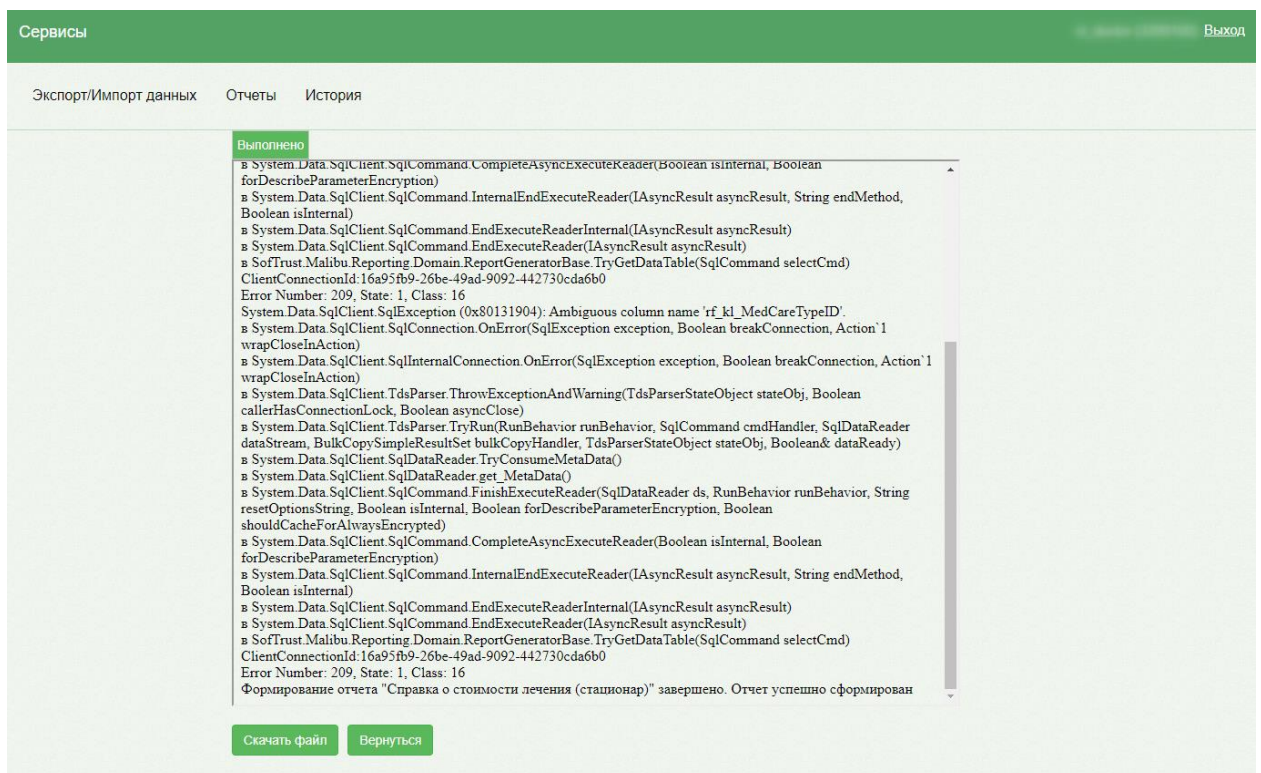 Сервисы
Выход
Экспорт/Импорт данных Отчеты История
Выполнено
в System.Data.SqlClient.SqlCommand.CompleteAsyncExecuteReader(Boolean isInternal, Boolean
forDescribeParameterEncryption)
в System.Data.SqlClient.SqlCommand.InternalEndExecuteReader(IAsyncResult asyncResult, String endMethod,
Boolean isInternal)
в System.Data.SqlClient.SqlCommand.EndExecuteReaderInternal(IAsyncResult asyncResult)
в System.Data.SqlClient.SqlCommand.EndExecuteReader(IAsyncResult asyncResult)
в SofTrust.Malibu.Reporting.Domain.ReportGeneratorBase.TryGetDataTable(SqlCommand selectCmd)
ClientConnectionId:16a95fb9-26be-49ad-9092-442730cda6b0
Error Number: 209, State: 1, Class: 16
System.Data.SqlClient.SqlException (0x80131904): Ambiguous column name 'rf_kl_MedCareTypeID'.
в System.Data.SqlClient.SqlConnection.OnError(SqlException exception, Boolean breakConnection, Action`1
wrapCloseInAction)
в System.Data.SqlClient.SqlInternalConnection.OnError(SqlException exception, Boolean breakConnection, Action`1
wrapCloseInAction)
в System.Data.SqlClient.TdsParser.ThrowExceptionAndWarning(TdsParserStateObject stateObj, Boolean
callerHasConnectionLock, Boolean asyncClose)
в System.Data.SqlClient.TdsParser.TryRun(RunBehavior runBehavior, SqlCommand cmdHandler, SqlDataReader
dataStream, BulkCopySimpleResultSet bulkCopyHandler, TdsParserStateObject stateObj, Boolean& dataReady)
в System.Data.SqlClient.SqlDataReader.TryConsumeMetaData()
в System.Data.SqlClient.SqlDataReader.get_MetaData()
в System.Data.SqlClient.SqlCommand.FinishExecuteReader(SqlDataReader ds, RunBehavior runBehavior, String
resetOptionsString, Boolean isInternal, Boolean forDescribeParameterEncryption, Boolean
shouldCacheForAlwaysEncrypted)
в System.Data.SqlClient.SqlCommand.CompleteAsyncExecuteReader(Boolean isInternal, Boolean
forDescribeParameterEncryption)
в System.Data.SqlClient.SqlCommand.InternalEndExecuteReader(IAsyncResult asyncResult, String endMethod,
Boolean isInternal)
в System.Data.SqlClient.SqlCommand.EndExecuteReaderInternal(IAsyncResult asyncResult)
в System.Data.SqlClient.SqlCommand.EndExecuteReader(IAsyncResult asyncResult)
в SofTrust.Malibu.Reporting.Domain.ReportGeneratorBase.TryGetDataTable(SqlCommand selectCmd)
ClientConnectionId:16a95fb9-26be-49ad-9092-442730cda6b0
Error Number: 209, State: 1, Class: 16
Формирование отчета "Справка о стоимости лечения (стационар)" завершено. Отчет успешно сформирован
Скачать файл Вернуться